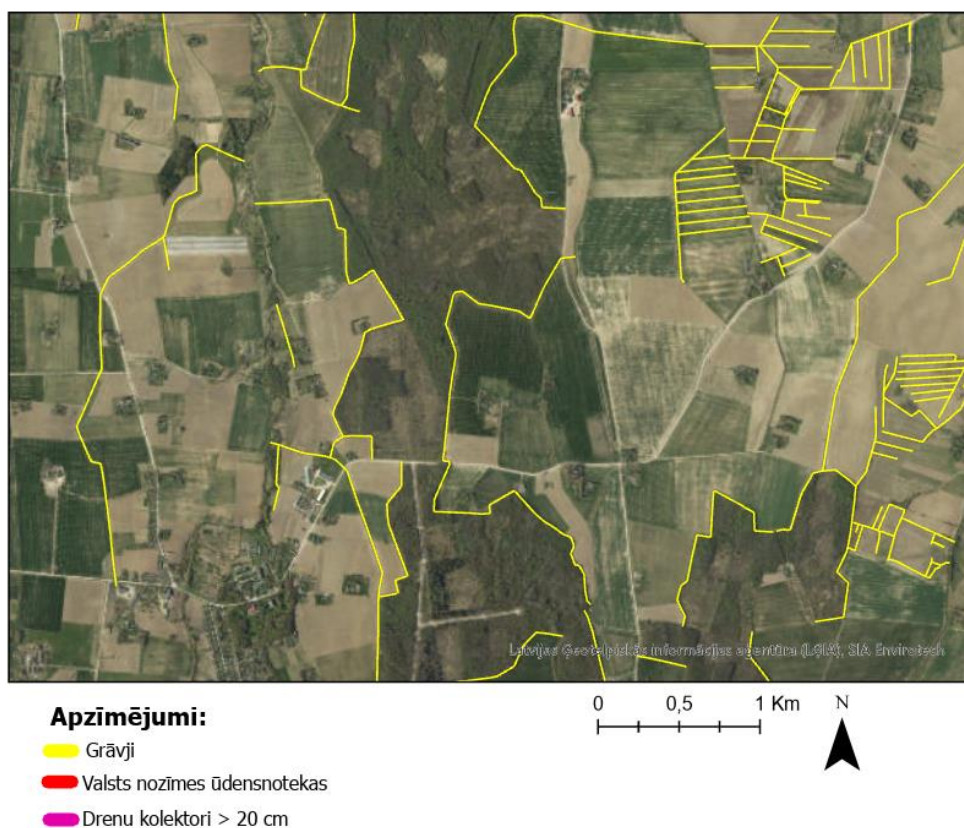 Latvijas Ģeotelpiskās informācijas aģentūra (LĢIA), SIA Envirotech
0 0,5 1 Km
N
Apzīmējumi:
Grāvji
Valsts nozīmes ūdensnotekas
Drenu kolektori > 20 cm